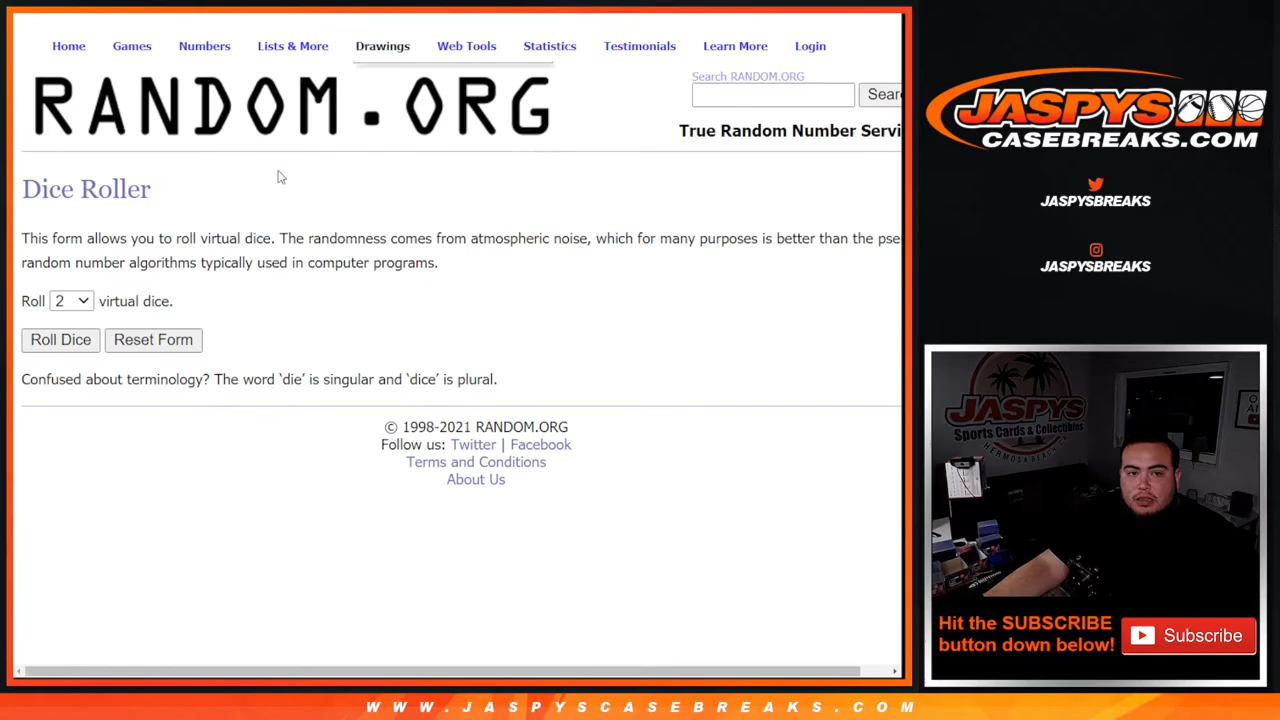 Home Games Numbers Lists & More Drawings Web Tools Statistics Testimonials Learn More Login
RANDOM.ORG
Search RANDOM.ORG
Sear
True Random Number Servi
Dice Roller
This form allows you to roll virtual dice. The randomness comes from atmospheric noise, which for many purposes is better than the pse
random number algorithms typically used in computer programs.
Roll 2 virtual dice.
Roll Dice Reset Form
Confused about terminology? The word ‘die’ is singular and ‘dice’ is plural.
© 1998-2021 RANDOM.ORG
Follow us: Twitter | Facebook
Terms and Conditions
About Us
JASPYS
CASEBREAKS.COM
JASPYSBREAKS
JASPYSBREAKS
JASPYS
Sports Cards & Collectibles
HERMOSA BEACH
Hit the SUBSCRIBE
button down below!
Subscribe
WWW.JASPYSCASEBREAKS.COM